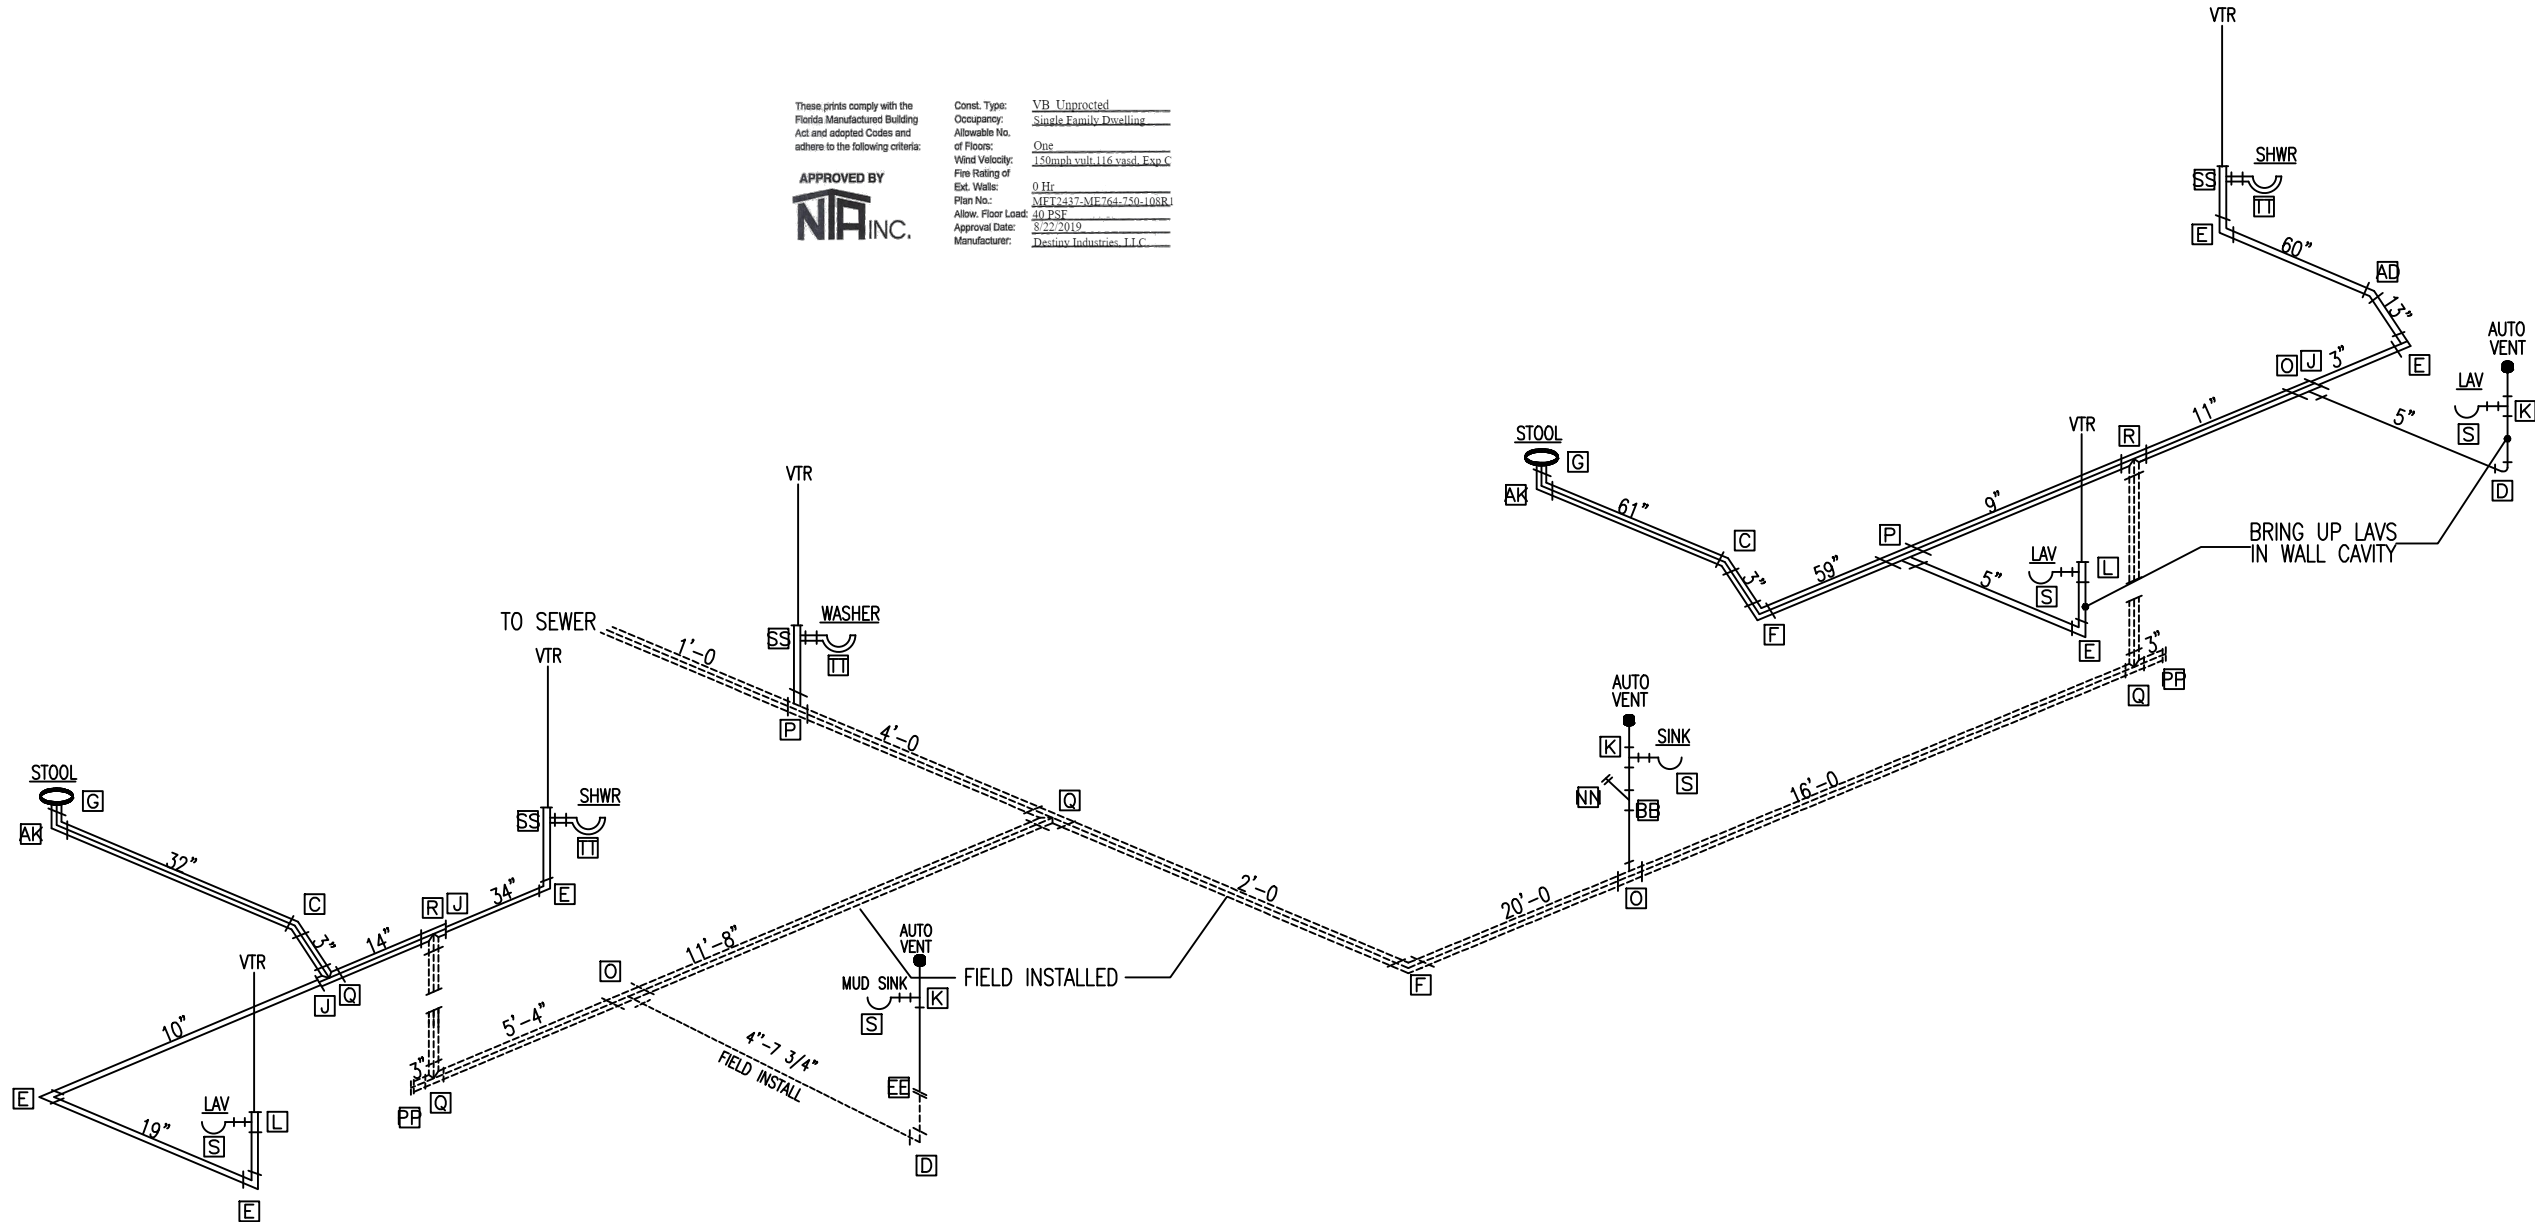 VTR
These prints comply with the
Florida Manufactured Building
Act and adopted Codes and
adhere to the following criteria:
APPROVED BY
NTA INC.
Const. Type: VB Unprocted
Occupancy: Single Family Dwelling
Allowable No.
of Floors: One
Wind Velocity: 150mph vult,116 vasd, Exp C
Fire Rating of
Ext. Walls: 0 Hr
Plan No.: MFT2437-ME764-750-108R1
Allow. Floor Load: 40 PSF
Approval Date: 8/22/2019
Manufacturer: Destiny Industries, LLC.
SHWR
SS
TT
E
60"
AD
13"
AUTO
VENT
O
J
3"
E
LAV
K
S
11"
5"
VTR
R
D
STOOL
G
AK
61"
9"
P
C
BRING UP LAVS
IN WALL CAVITY
LAV
L
S
59"
5"
3"
F
E
3"
Q
PP
VTR
TO SEWER
WASHER
SS
TT
1'-0
P
4'-0
VTR
AUTO
VENT
K
SINK
S
NN
BB
16'-0
O
20'-0
STOOL
G
AK
SHWR
SS
TT
Q
2'-0
32"
C
R
J
34"
E
3"
14"
11'-8"
AUTO
VENT
FIELD INSTALLED
F
VTR
J
Q
O
MUD SINK
K
S
10"
5'-4"
4"-7 3/4"
FIELD INSTALL
3"
EE
E
PP
Q
LAV
L
S
19"
D
E